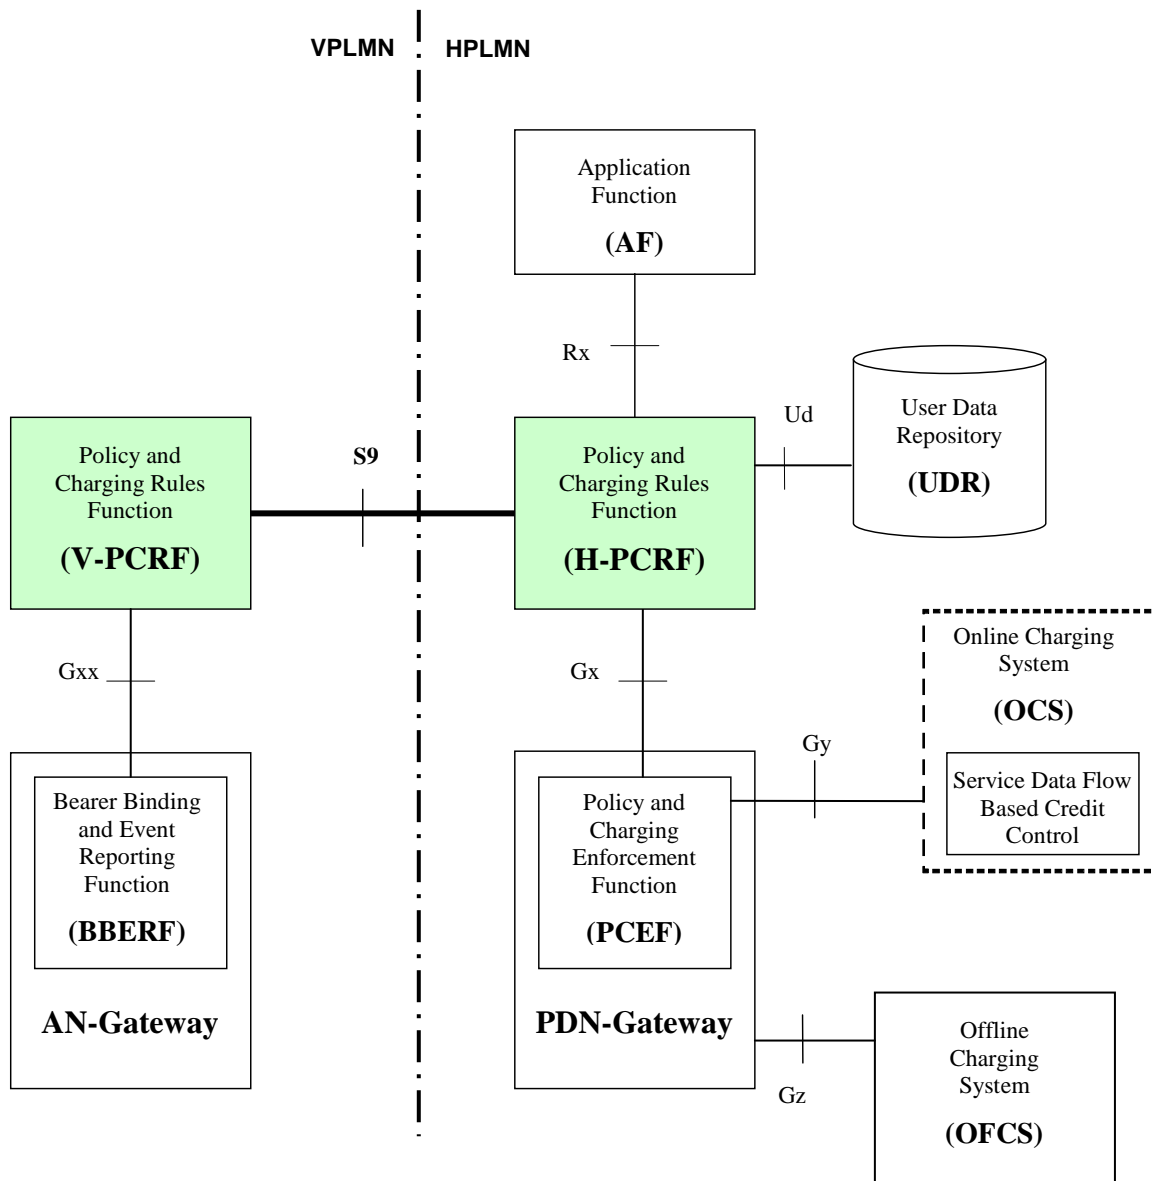 VPLMN
HPLMN
Application
Function
(AF)
Rx
Ud
User Data
Repository
(UDR)
Policy and
Charging Rules
Function
(V-PCRF)
S9
Policy and
Charging Rules
Function
(H-PCRF)
Gxx
Gx
Online Charging
System
(OCS)
Gy
Service Data Flow
Based Credit
Control
Bearer Binding
and Event
Reporting
Function
(BBERF)
AN-Gateway
Policy and
Charging
Enforcement
Function
(PCEF)
PDN-Gateway
Gz
Offline
Charging
System
(OFCS)